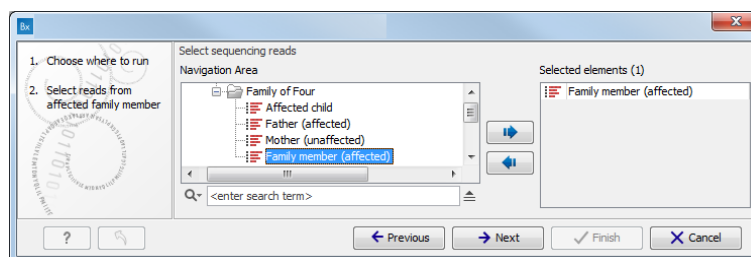 Bx
x
1. Choose where to run
2. Select reads from
affected family member
Select sequencing reads
Navigation Area
Family of Four
Affected child
Father (affected)
Mother (unaffected)
Family member (affected)
<enter search term>
Selected elements (1)
Family member (affected)
?
Previous
Next
Finish
Cancel